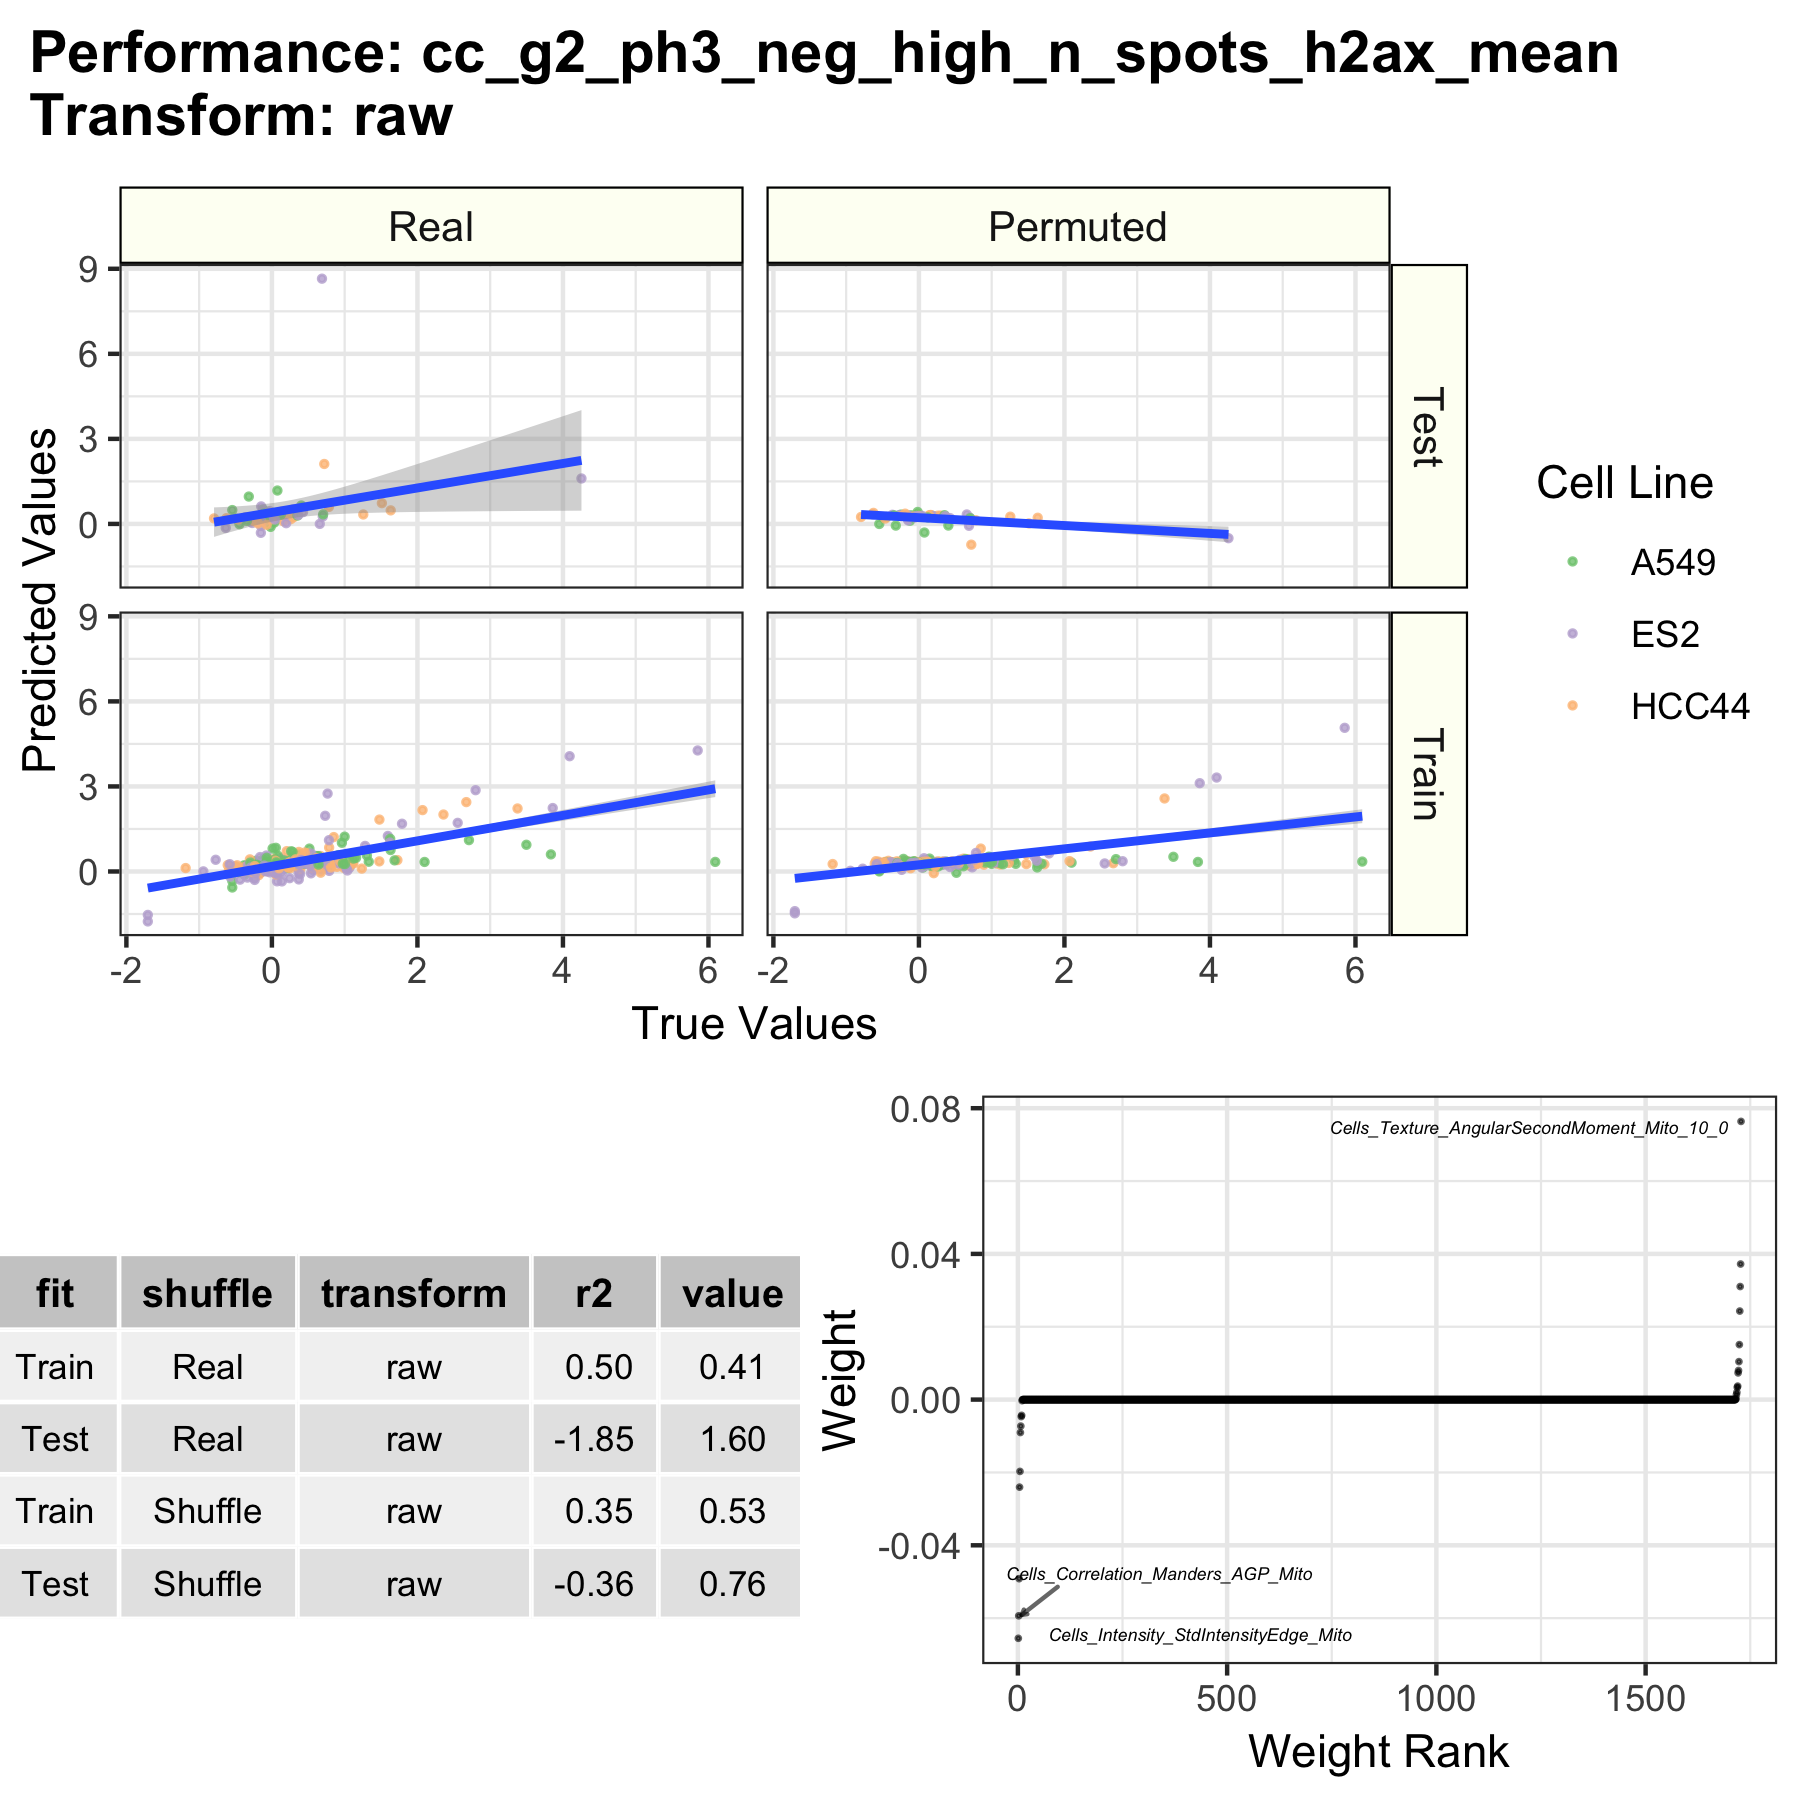 Performance: cc_g2_ph3_neg_high_n_spots_h2ax_mean
Transform: raw
Real
Permuted
9
6
3
0
Test
9
6
3
0
Train
-2 0 2 4 6
-2 0 2 4 6
Predicted Values
True Values
Cell Line
A549
ES2
HCC44
fit shuffle transform r2 value
Train Real raw 0.50 0.41
Test Real raw -1.85 1.60
Train Shuffle raw 0.35 0.53
Test Shuffle raw -0.36 0.76
0.08
0.04
0.00
-0.04
Weight
Cells_Texture_AngularSecondMoment_Mito_10_0
Cells_Correlation_Manders_AGP_Mito
Cells_Intensity_StdIntensityEdge_Mito
0 500 1000 1500
Weight Rank